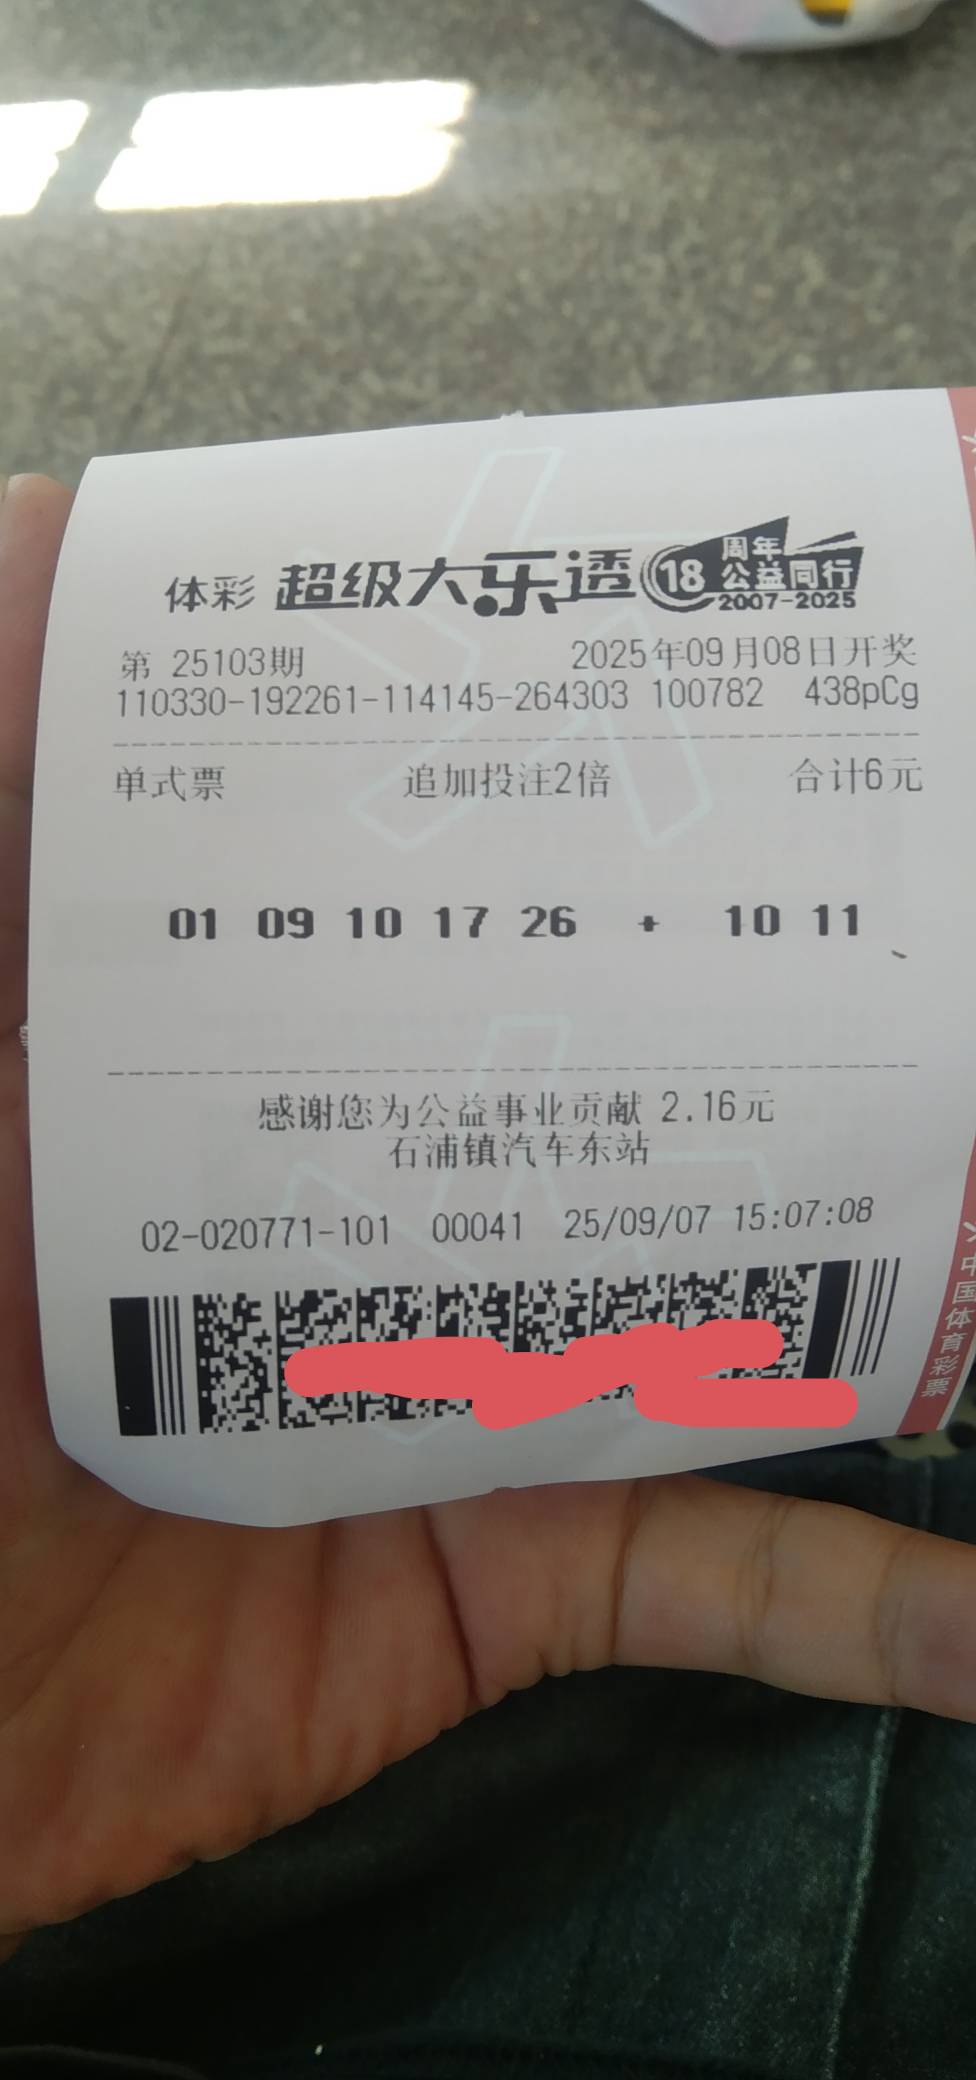 体彩 超级大乐透 18 周年 公益同行 2007-2025
第 25103期 2025年09月08日开奖
110330-192261-114145-264303 100782 438pCg
单式票 追加投注2倍 合计6元
01 09 10 17 26 + 10 11
感谢您为公益事业贡献 2.16元
石浦镇汽车东站
02-020771-101 00041 25/09/07 15:07:08
中国体育彩票